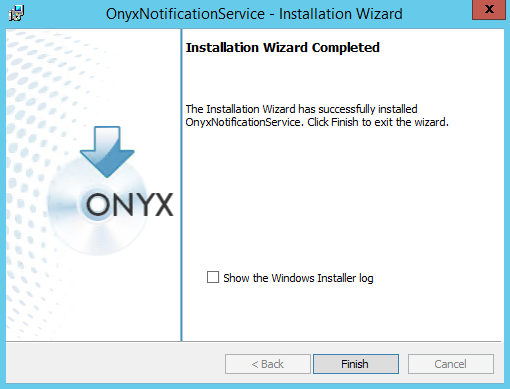 OnyxNotificationService - Installation Wizard
x
Installation Wizard Completed
The Installation Wizard has successfully installed
OnyxNotificationService. Click Finish to exit the wizard.
ONYX
Show the Windows Installer log
< Back
Finish
Cancel